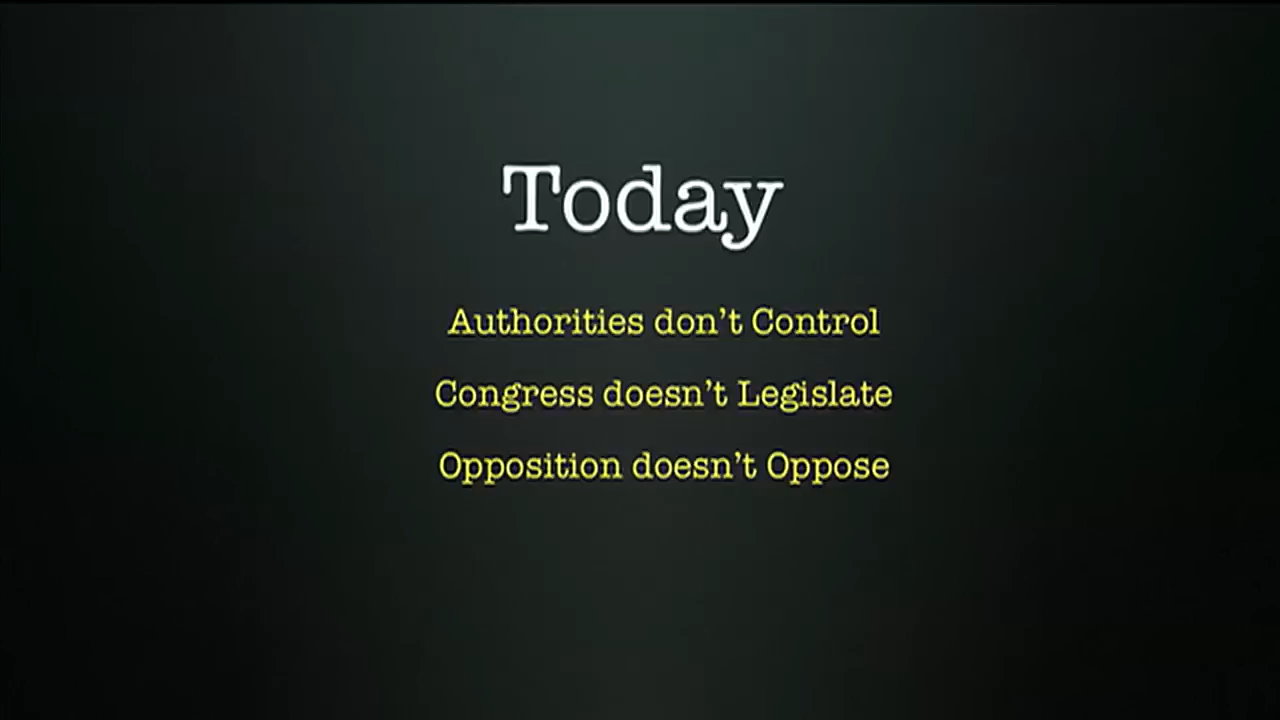 Today
Authorities don’t Control
Congress doesn’t Legislate
Opposition doesn’t Oppose